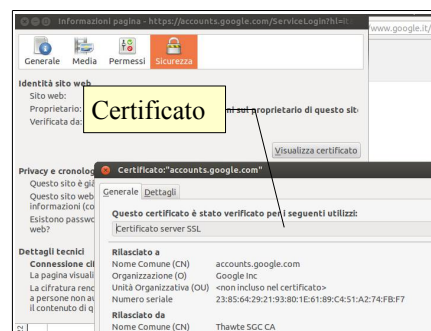 Informazioni pagina - https://accounts.google.com/ServiceLogin?hl=it
www.google.it/
Generale Media Permessi Sicurezza
Identità sito web
Sito web:
Proprietario: ni sul proprietario di questo sito
Verificata da:
Certificato
Visualizza certificato
Privacy e cronolog
Questo sito è già
Questo sito web
informazioni (co
Esistono passwo
web?
Dettagli tecnici
Connessione cif
La pagina visuali
La cifratura rend
a persone non au
il contenuto di q
Certificato:"accounts.google.com"
Generale Dettagli
Questo certificato è stato verificato per i seguenti utilizzi:
Certificato server SSL
Rilasciato a
Nome Comune (CN) accounts.google.com
Organizzazione (O) Google Inc
Unità Organizzativa (OU) <non incluso nel certificato>
Numero seriale 23:85:64:29:21:93:80:1E:61:89:C4:51:A2:74:FB:F7
Rilasciato da
Nome Comune (CN) Thawte SGC CA